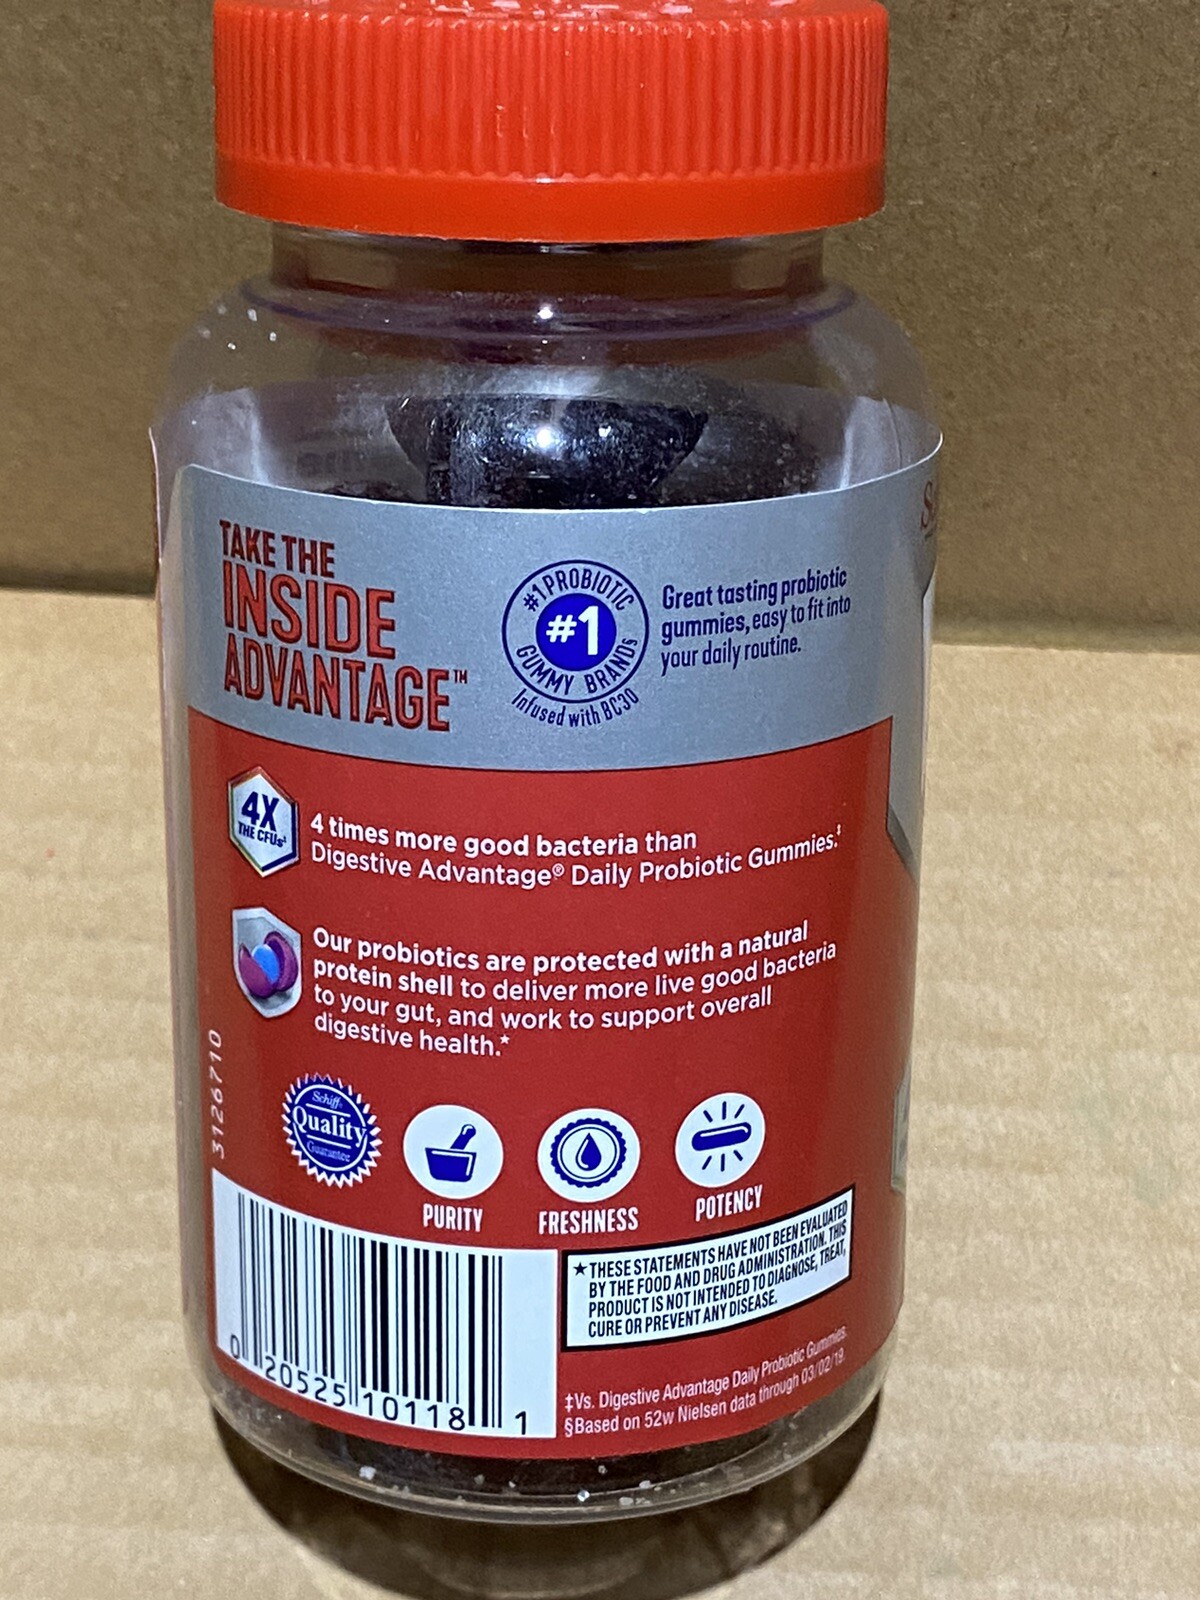 TAKE THE
INSIDE
ADVANTAGE™
#1 PROBIOTIC
#1
GUMMY BRAND§
Infused with BC30
Great tasting probiotic
gummies, easy to fit into
your daily routine.
4X
THE CFUs‡
4 times more good bacteria than
Digestive Advantage® Daily Probiotic Gummies.‡
Our probiotics are protected with a natural
protein shell to deliver more live good bacteria
to your gut, and work to support overall
digestive health.*
3126710
Schiff
Quality
Guarantee
PURITY
FRESHNESS
POTENCY
★THESE STATEMENTS HAVE NOT BEEN EVALUATED
BY THE FOOD AND DRUG ADMINISTRATION. THIS
PRODUCT IS NOT INTENDED TO DIAGNOSE, TREAT,
CURE OR PREVENT ANY DISEASE.
0 20525 10118 1
‡Vs. Digestive Advantage Daily Probiotic Gummies.
§Based on 52w Nielsen data through 03/02/19.